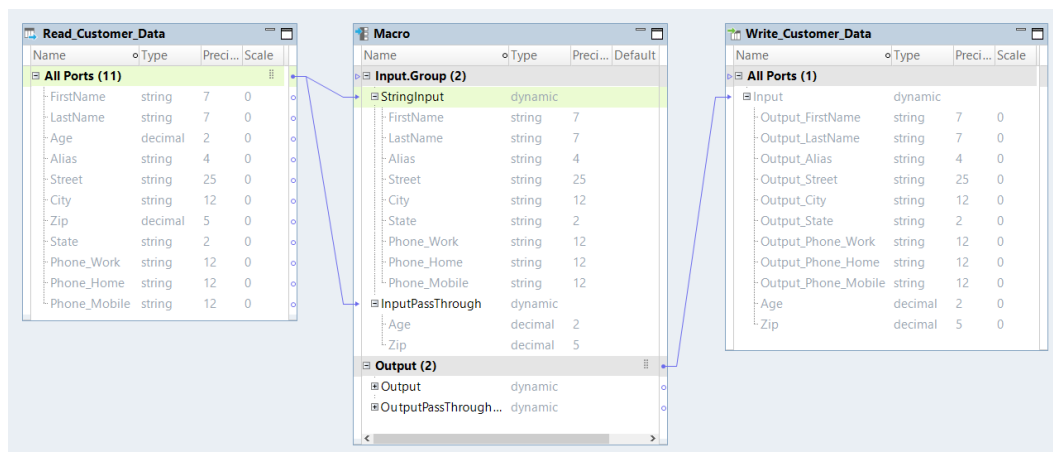 Read_Customer_Data
Name Type Preci... Scale
All Ports (11)
FirstName string 7 0
LastName string 7 0
Age decimal 2 0
Alias string 4 0
Street string 25 0
City string 12 0
Zip decimal 5 0
State string 2 0
Phone_Work string 12 0
Phone_Home string 12 0
Phone_Mobile string 12 0
Macro
Name Type Preci... Default
Input.Group (2)
StringInput dynamic
FirstName string 7
LastName string 7
Alias string 4
Street string 25
City string 12
State string 2
Phone_Work string 12
Phone_Home string 12
Phone_Mobile string 12
InputPassThrough dynamic
Age decimal 2
Zip decimal 5
Output (2)
Output dynamic
OutputPassThrough... dynamic
Write_Customer_Data
Name Type Preci... Scale
All Ports (1)
Input dynamic
Output_FirstName string 7 0
Output_LastName string 7 0
Output_Alias string 4 0
Output_Street string 25 0
Output_City string 12 0
Output_State string 2 0
Output_Phone_Work string 12 0
Output_Phone_Home string 12 0
Output_Phone_Mobile string 12 0
Age decimal 2 0
Zip decimal 5 0